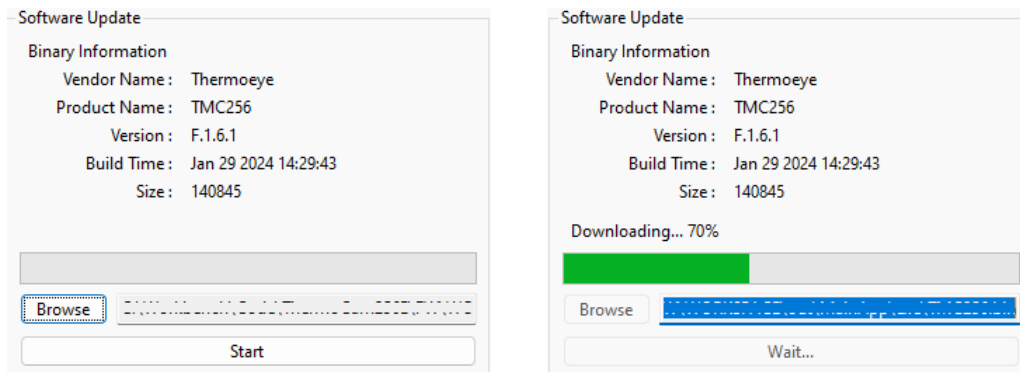 Software Update
Binary Information
Vendor Name : Thermoeye
Product Name : TMC256
Version : F.1.6.1
Build Time : Jan 29 2024 14:29:43
Size : 140845
Browse
Start
Software Update
Binary Information
Vendor Name : Thermoeye
Product Name : TMC256
Version : F.1.6.1
Build Time : Jan 29 2024 14:29:43
Size : 140845
Downloading... 70%
Browse
Wait...